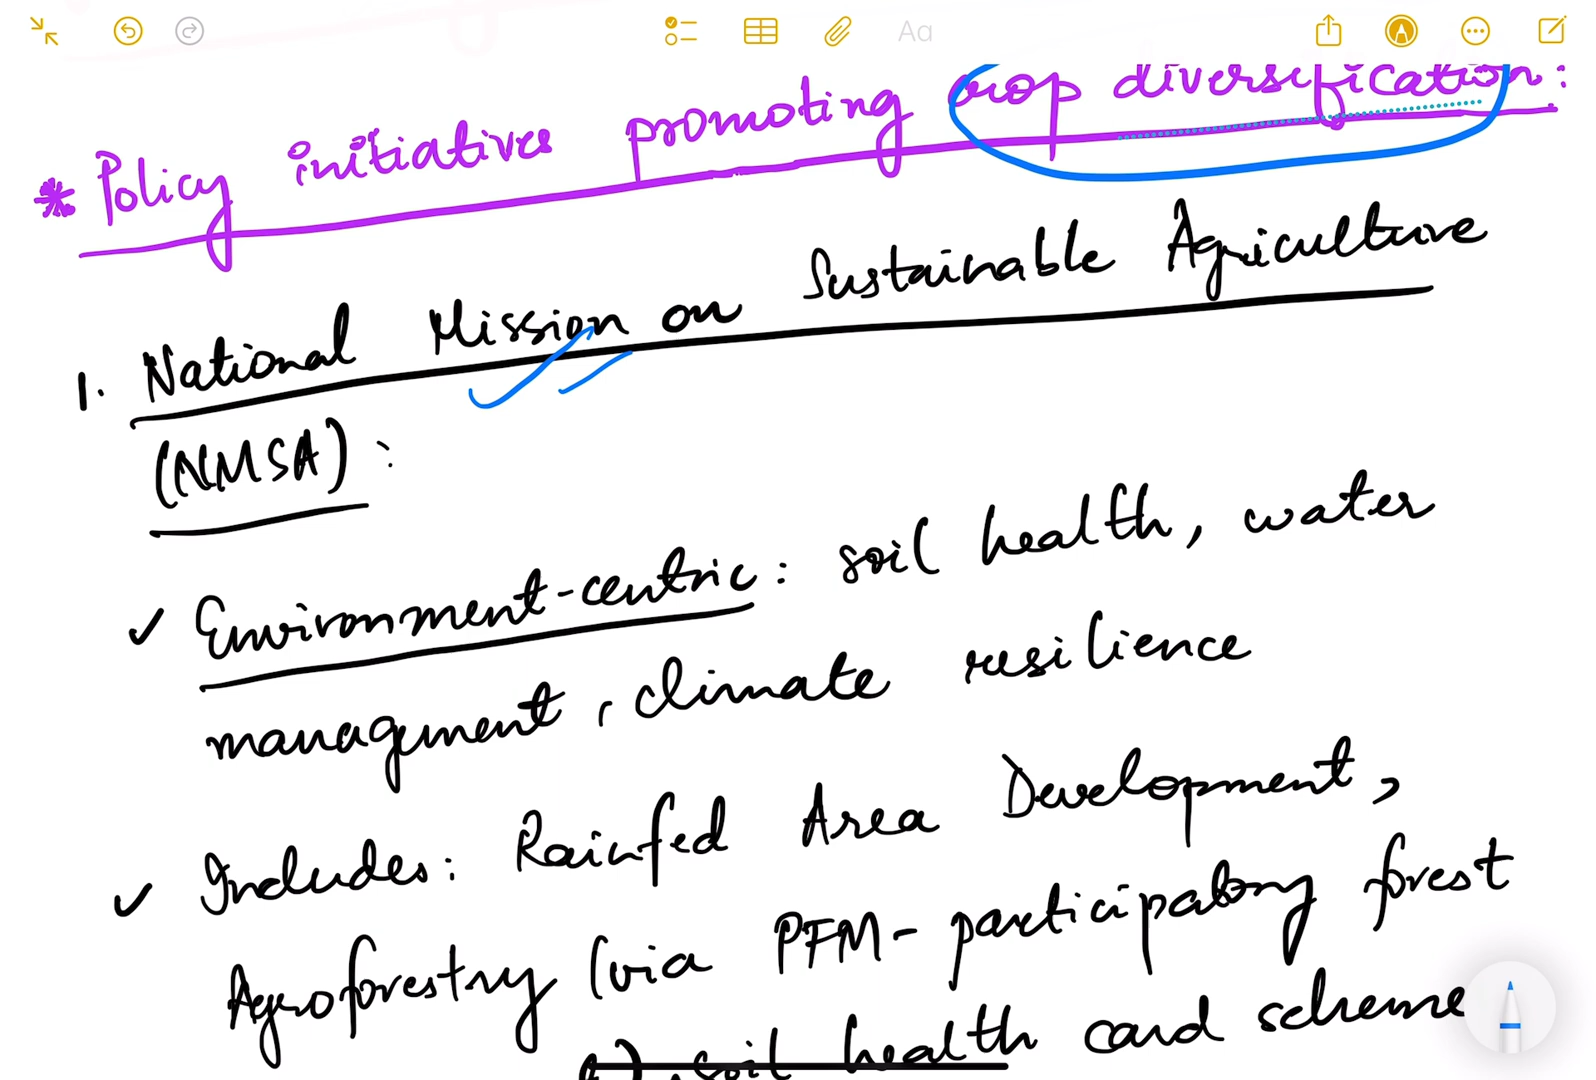 Aa
* Policy initiatives promoting crop diversification:
1. National Mission on Sustainable Agriculture
(NMSA):
✓ Environment-centric: soil health, water
management, climate resilience
✓ Includes: Rainfed Area Development,
Agroforestry (via PFM- participatory forest
soil health card scheme